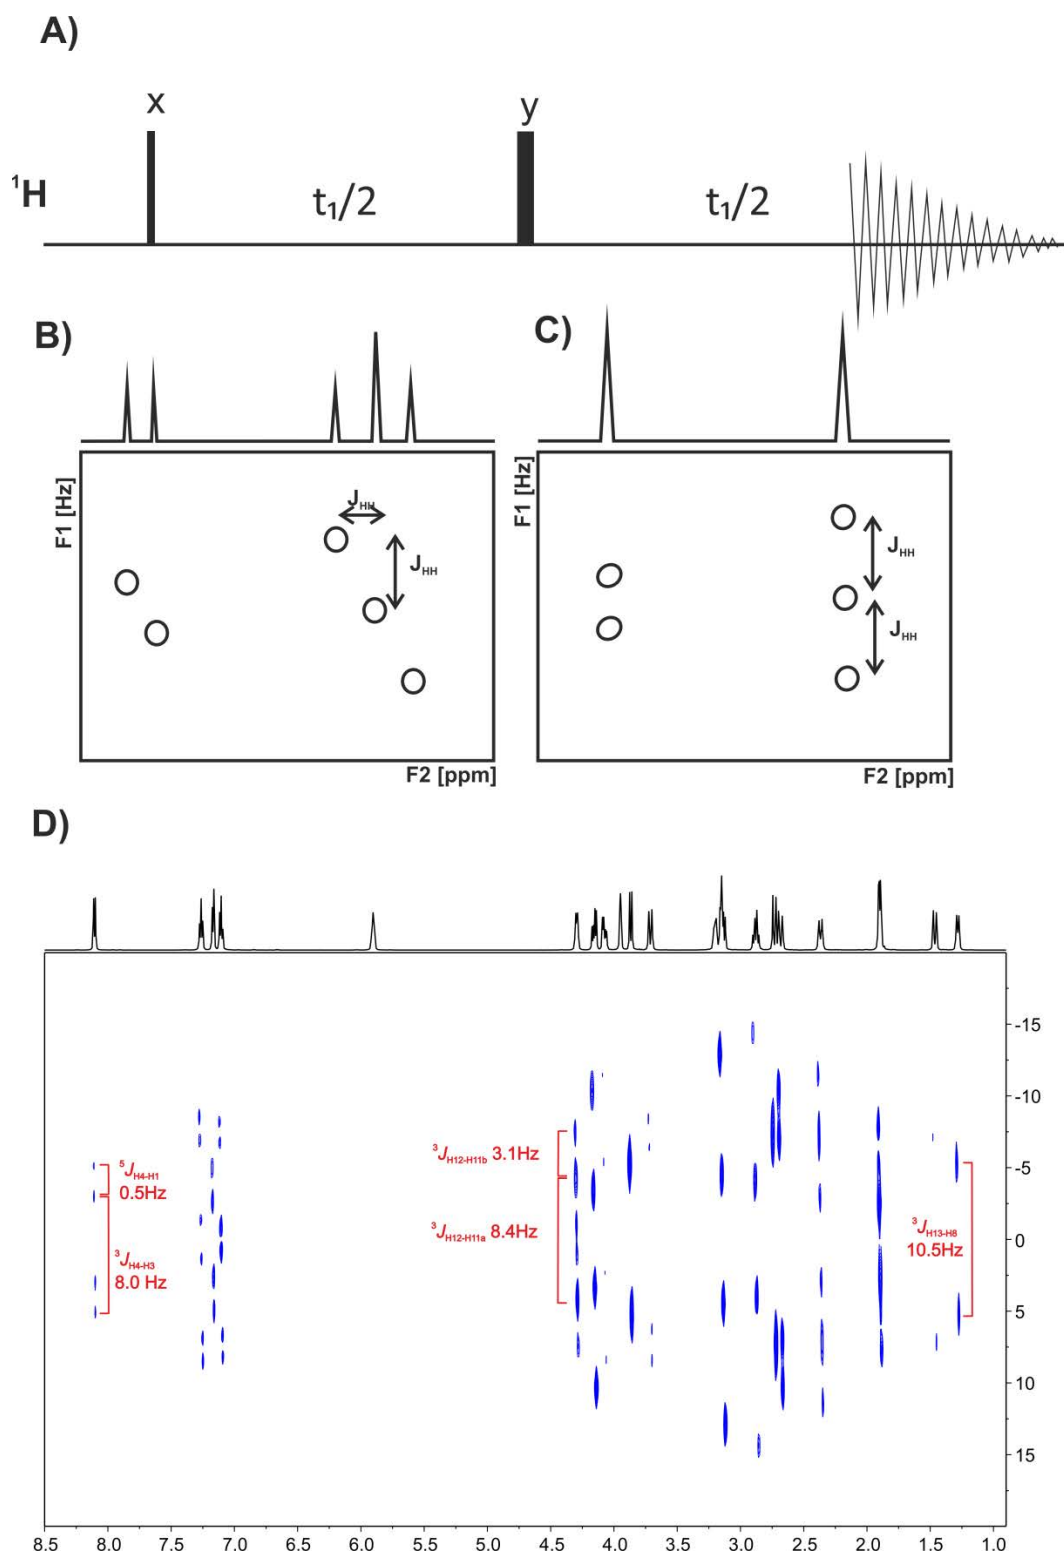 A)
x
y
¹H
t₁/2
t₁/2
B)
C)
F1 [Hz]
J_HH
J_HH
F2 [ppm]
F1 [Hz]
J_HH
J_HH
F2 [ppm]
D)
⁵J_H4-H1
0.5Hz
³J_H4-H3
8.0 Hz
³J_H12-H11b 3.1Hz
³J_H12-H11a 8.4Hz
³J_H13-H8
10.5Hz
-15
-10
-5
0
5
10
15
8.5 8.0 7.5 7.0 6.5 6.0 5.5 5.0 4.5 4.0 3.5 3.0 2.5 2.0 1.5 1.0